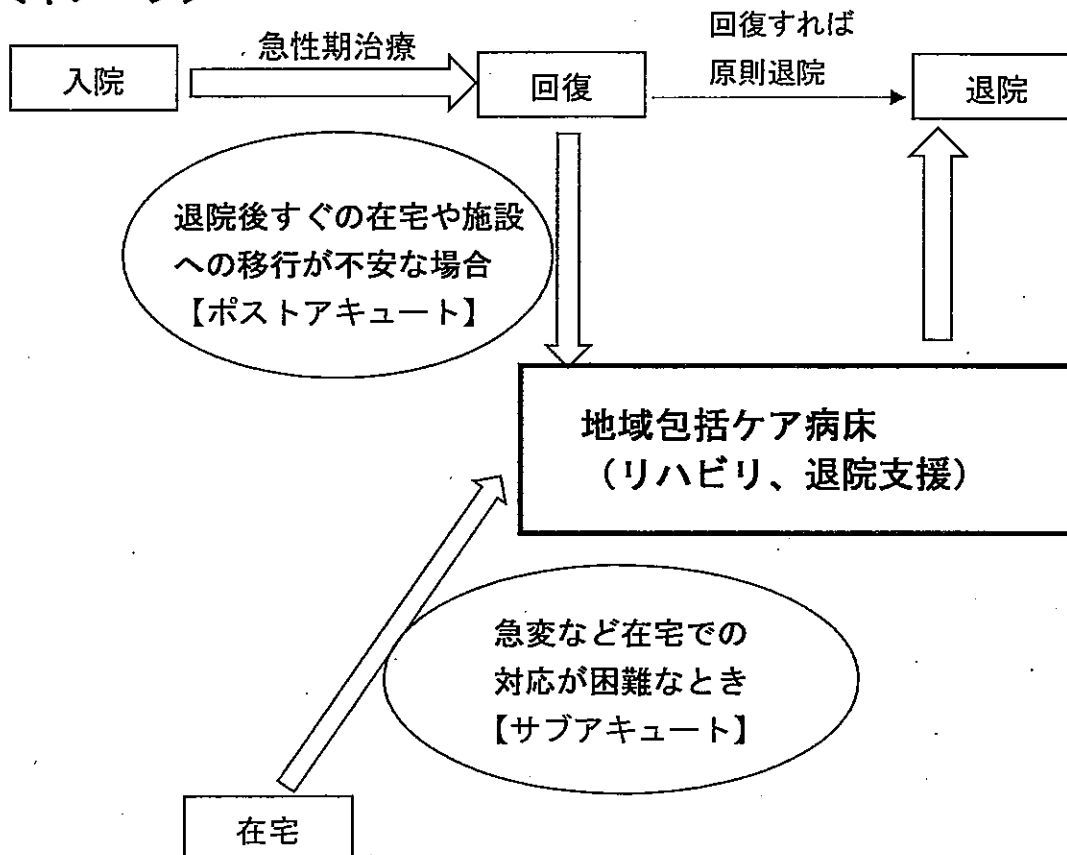 入院
急性期治療
回復
回復すれば
原則退院
退院
退院後すぐの在宅や施設
への移行が不安な場合
【ポストアキュート】
地域包括ケア病床
（リハビリ、退院支援）
急変など在宅での
対応が困難なとき
【サブアキュート】
在宅